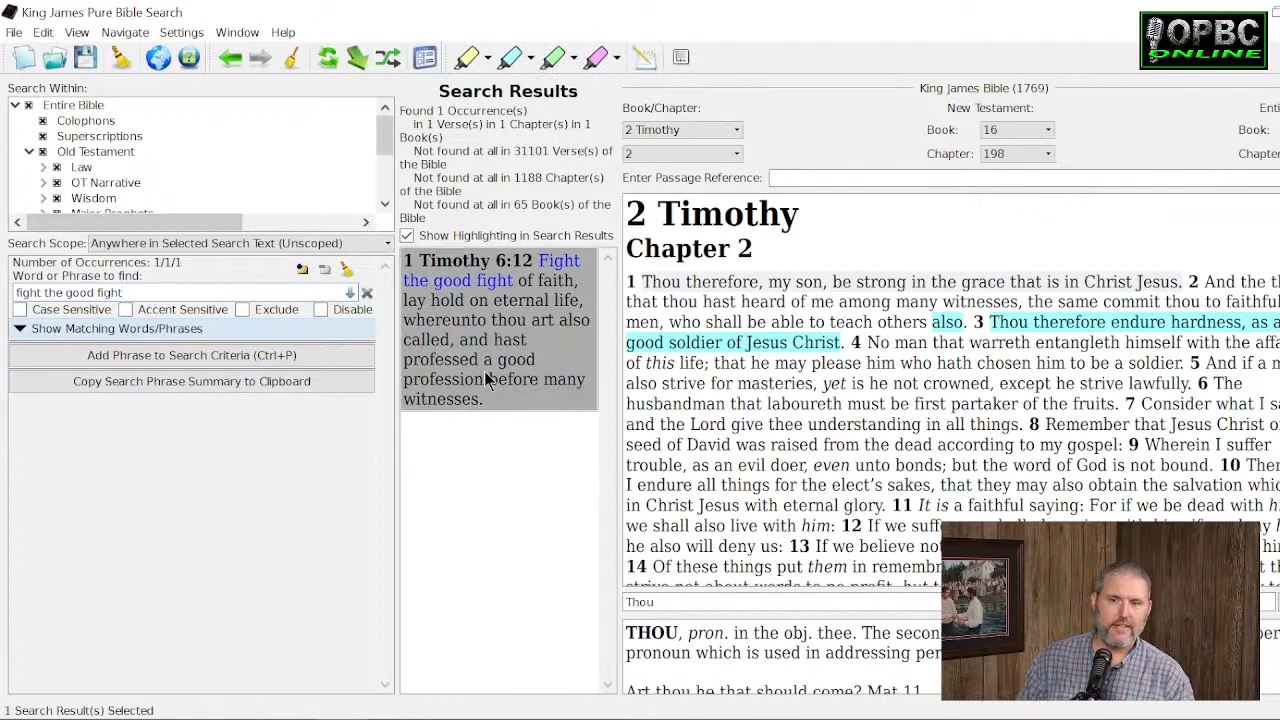 King James Pure Bible Search
OPBC
ONLINE
File Edit View Navigate Settings Window Help
Search Within:
Entire Bible
Colophons
Superscriptions
Old Testament
Law
OT Narrative
Wisdom
Search Scope: Anywhere in Selected Search Text (Unscoped)
Number of Occurrences: 1/1/1
Word or Phrase to find:
fight the good fight
Case Sensitive Accent Sensitive Exclude Disable
Show Matching Words/Phrases
Add Phrase to Search Criteria (Ctrl+P)
Copy Search Phrase Summary to Clipboard
Search Results
Found 1 Occurrence(s)
in 1 Verse(s) in 1 Chapter(s) in 1
Book(s)
Not found at all in 31101 Verse(s) of
the Bible
Not found at all in 1188 Chapter(s)
of the Bible
Not found at all in 65 Book(s) of the
Bible
Show Highlighting in Search Results
1 Timothy 6:12 Fight
the good fight of faith,
lay hold on eternal life,
whereunto thou art also
called, and hast
professed a good
profession before many
witnesses.
King James Bible (1769)
Book/Chapter: New Testament:
2 Timothy Book: 16 Book:
2 Chapter: 198 Chapter
Enter Passage Reference:
2 Timothy
Chapter 2
1 Thou therefore, my son, be strong in the grace that is in Christ Jesus. 2 And the
that thou hast heard of me among many witnesses, the same commit thou to faithfu
men, who shall be able to teach others also. 3 Thou therefore endure hardness, as a
good soldier of Jesus Christ. 4 No man that warreth entangleth himself with the affa
of this life; that he may please him who hath chosen him to be a soldier. 5 And if a
also strive for masteries, yet is he not crowned, except he strive lawfully. 6 The
husbandman that laboureth must be first partaker of the fruits. 7 Consider what I sa
and the Lord give thee understanding in all things. 8 Remember that Jesus Christ o
seed of David was raised from the dead according to my gospel: 9 Wherein I suffer
trouble, as an evil doer, even unto bonds; but the word of God is not bound. 10 Ther
I endure all things for the elect's sakes, that they may also obtain the salvation whic
in Christ Jesus with eternal glory. 11 It is a faithful saying: For if we be dead with
we shall also live with him: 12 If we suff
he also will deny us: 13 If we believe no
14 Of these things put them in remembr
Thou
THOU, pron. in the obj. thee. The secon
pronoun which is used in addressing per
Art thou he that should come? Mat 11.
1 Search Result(s) Selected